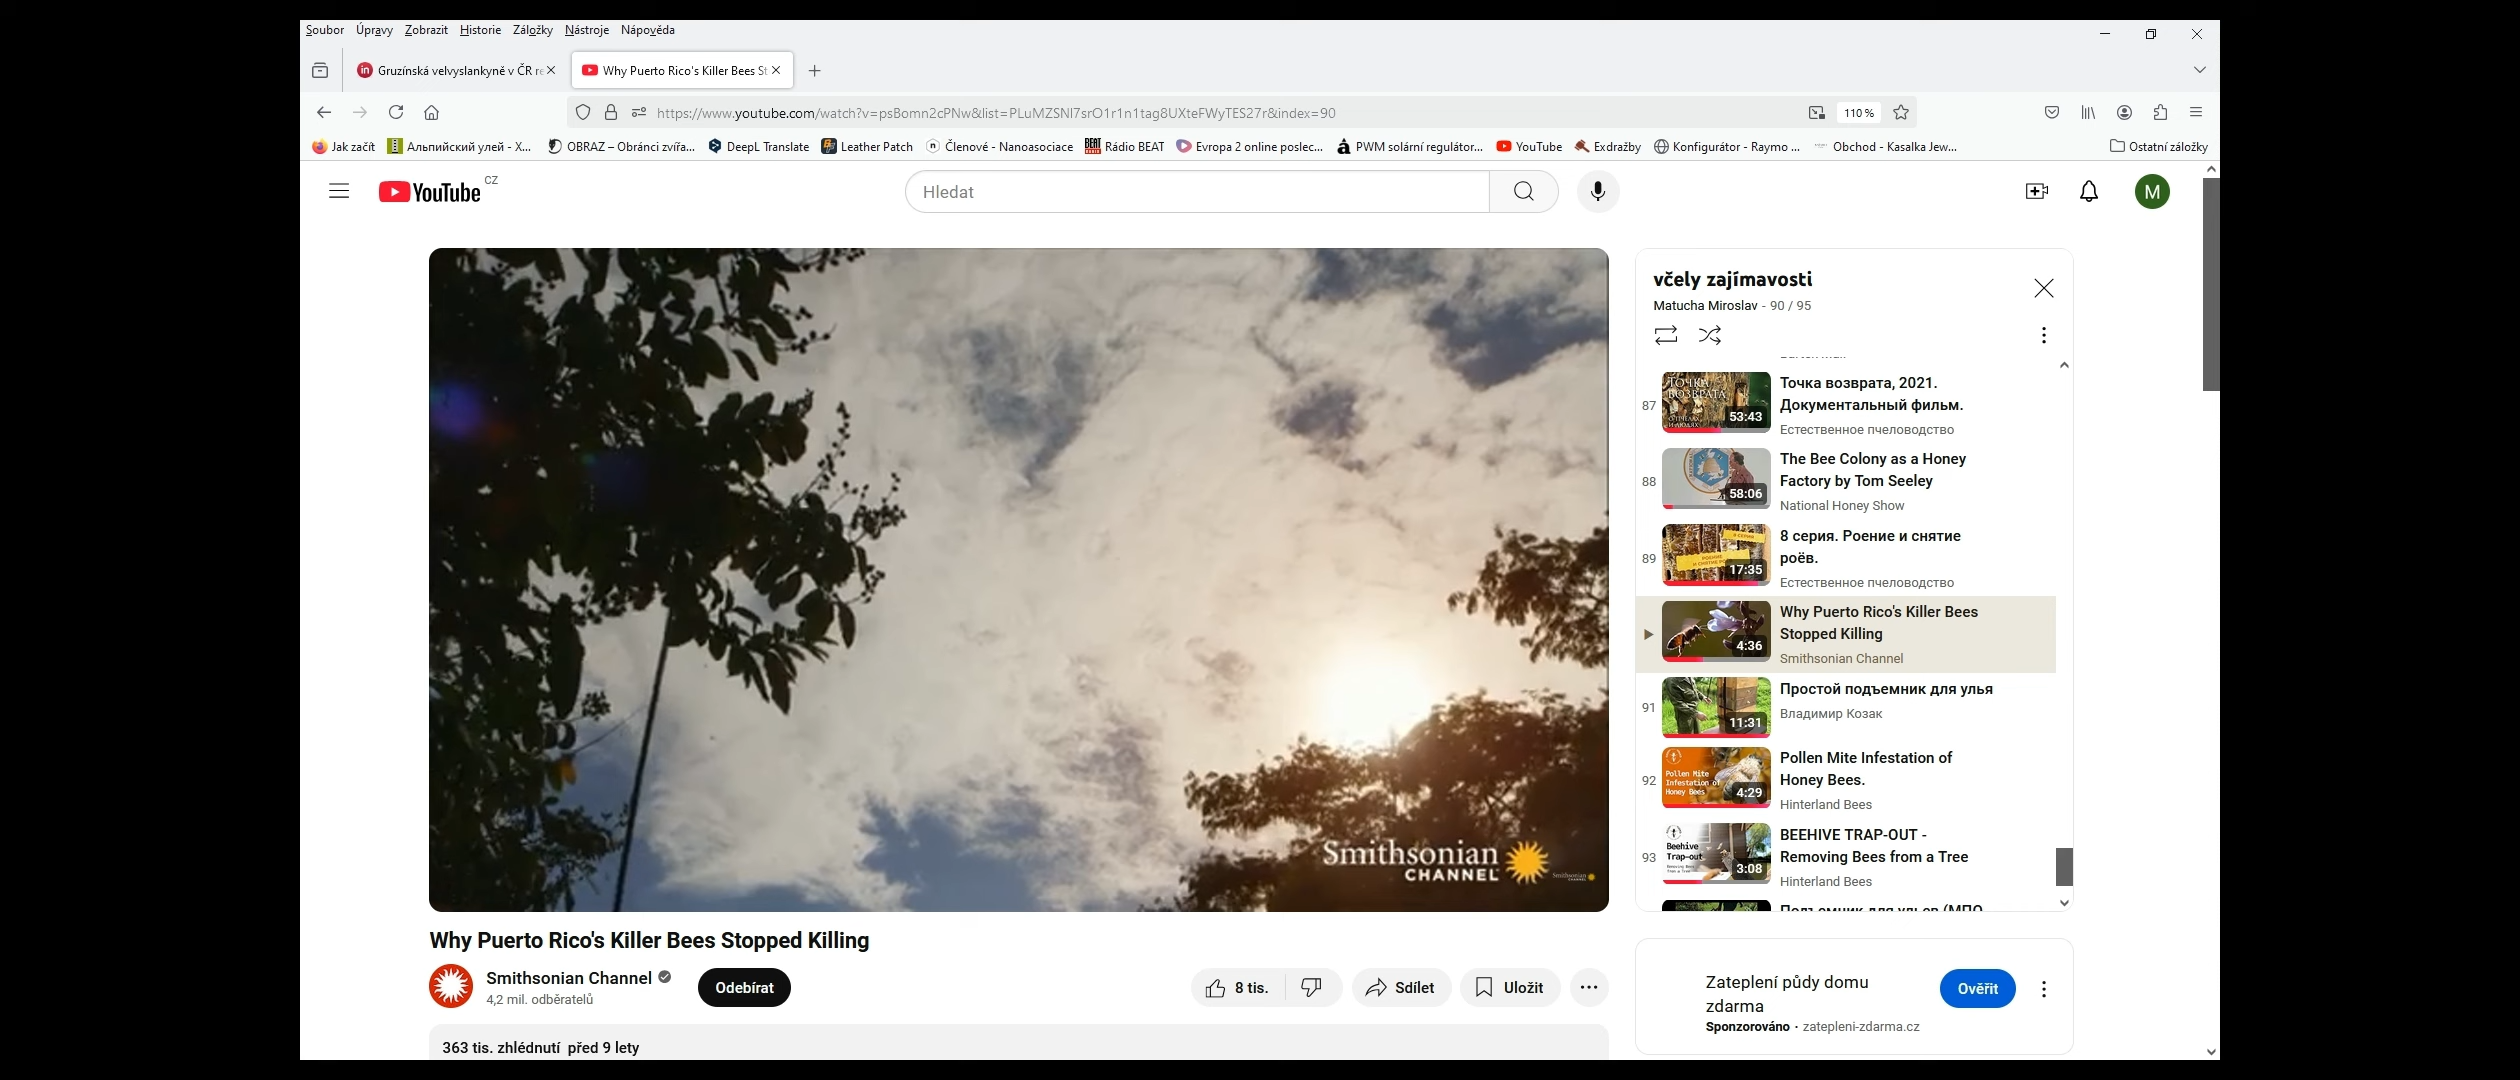 Soubor Úpravy Zobrazit Historie Záložky Nástroje Nápověda
Gruzínská velvyslankyně v ČR re
Why Puerto Rico's Killer Bees St
https://www.youtube.com/watch?v=psBomn2cPNw&list=PLuMZSNl7srO1r1n1tag8UXteFWyTES27r&index=90
110 %
Jak začít Альпийский улей - X... OBRAZ – Obránci zvířa... DeepL Translate Leather Patch Členové - Nanoasociace Rádio BEAT Evropa 2 online poslec... PWM solární regulátor... YouTube Exdražby Konfigurátor - Raymo ... Obchod - Kasalka Jew... Ostatní záložky
YouTube CZ
Hledat
M
Smithsonian
CHANNEL
včely zajímavosti
Matucha Miroslav - 90 / 95
87
ТОЧКА
ВОЗВРАТА
53:43
Точка возврата, 2021.
Документальный фильм.
Естественное пчеловодство
88
58:06
The Bee Colony as a Honey
Factory by Tom Seeley
National Honey Show
89
17:35
8 серия. Роение и снятие
роёв.
Естественное пчеловодство
4:36
Why Puerto Rico's Killer Bees
Stopped Killing
Smithsonian Channel
91
11:31
Простой подъемник для улья
Владимир Козак
92
Pollen Mite
Infestation of
Honey Bees
4:29
Pollen Mite Infestation of
Honey Bees.
Hinterland Bees
93
Beehive
Trap-out
3:08
BEEHIVE TRAP-OUT -
Removing Bees from a Tree
Hinterland Bees
Подъемник для ульев (МПО
Why Puerto Rico's Killer Bees Stopped Killing
Smithsonian Channel
4,2 mil. odběratelů
Odebírat
8 tis.
Sdílet
Uložit
363 tis. zhlédnutí před 9 lety
Zateplení půdy domu
zdarma
Sponzorováno · zatepleni-zdarma.cz
Ověřit